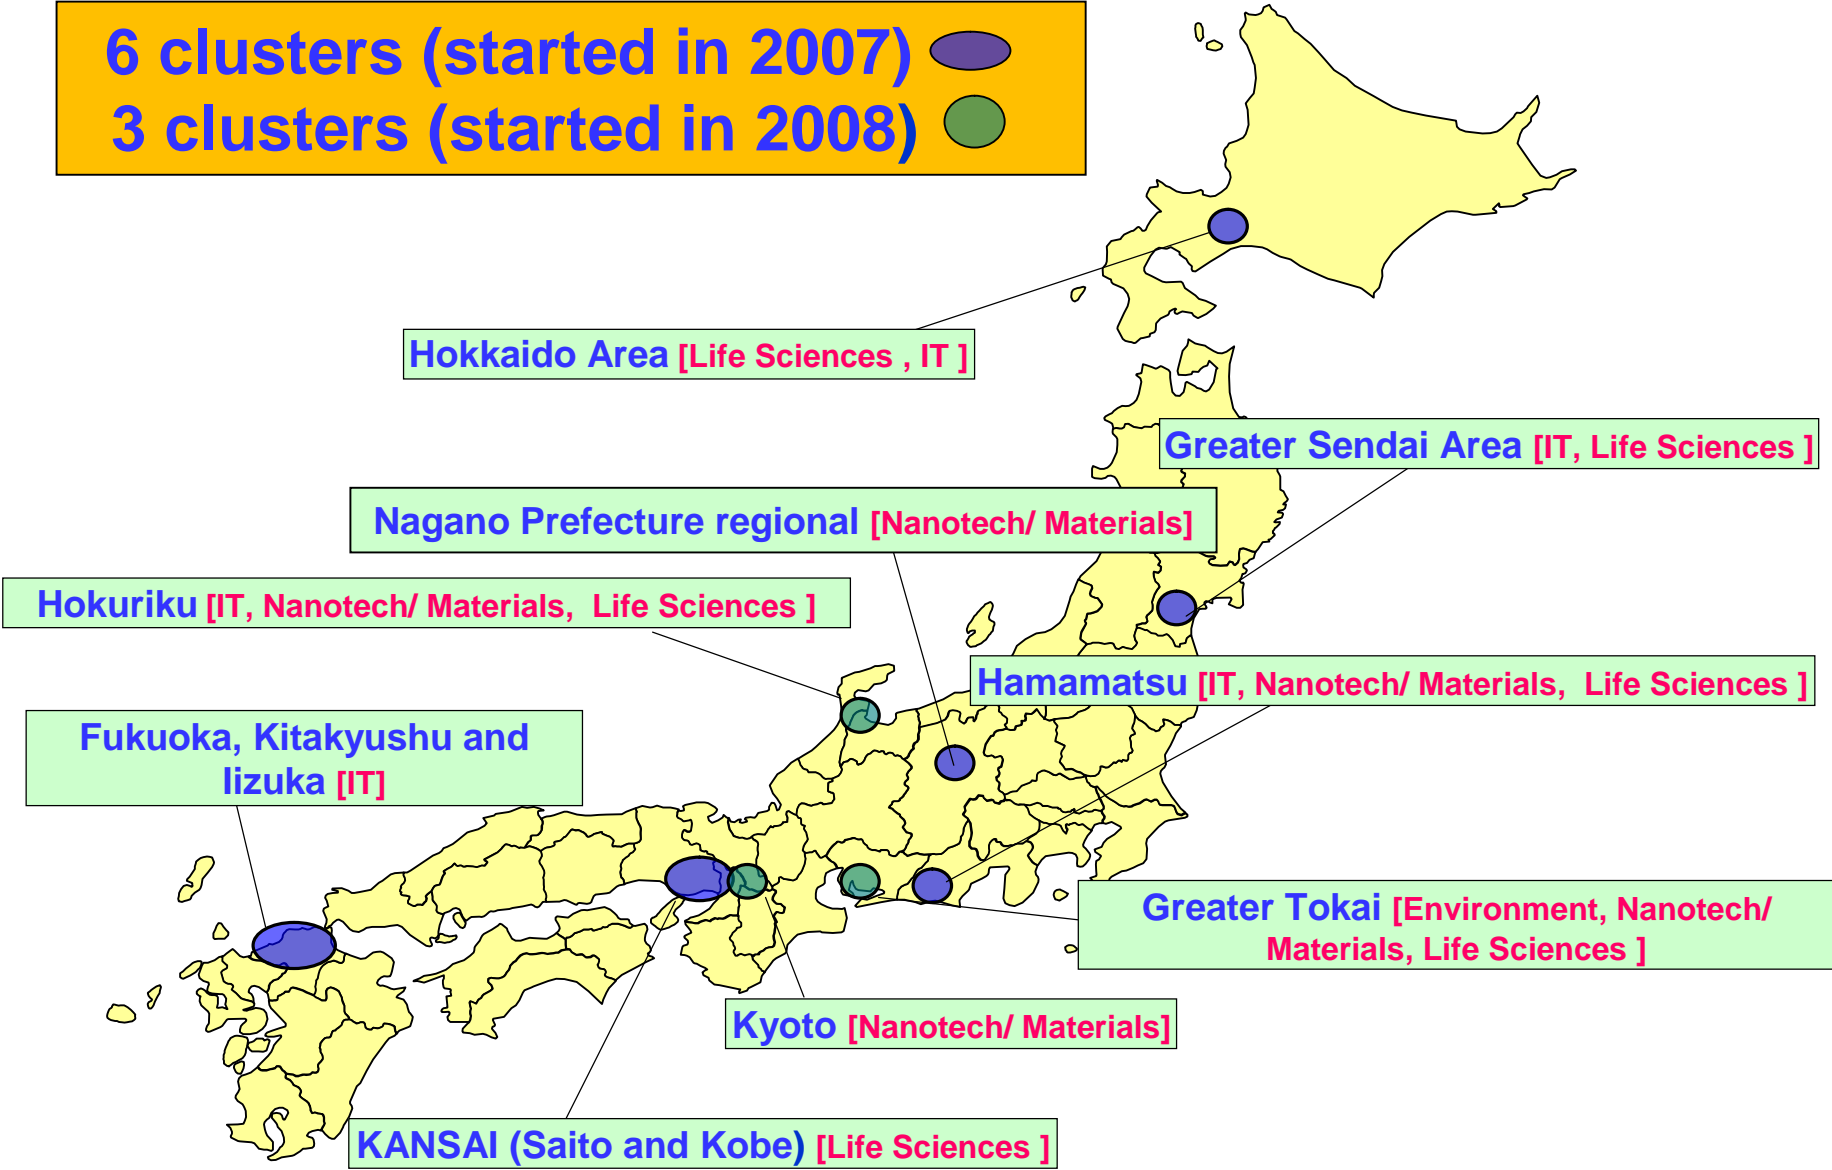 6 clusters (started in 2007)
3 clusters (started in 2008)
Hokkaido Area [Life Sciences , IT ]
Greater Sendai Area [IT, Life Sciences ]
Nagano Prefecture regional [Nanotech/ Materials]
Hokuriku [IT, Nanotech/ Materials,  Life Sciences ]
Hamamatsu [IT, Nanotech/ Materials,  Life Sciences ]
Fukuoka, Kitakyushu and
Iizuka [IT]
Greater Tokai [Environment, Nanotech/
Materials, Life Sciences ]
Kyoto [Nanotech/ Materials]
KANSAI (Saito and Kobe) [Life Sciences ]